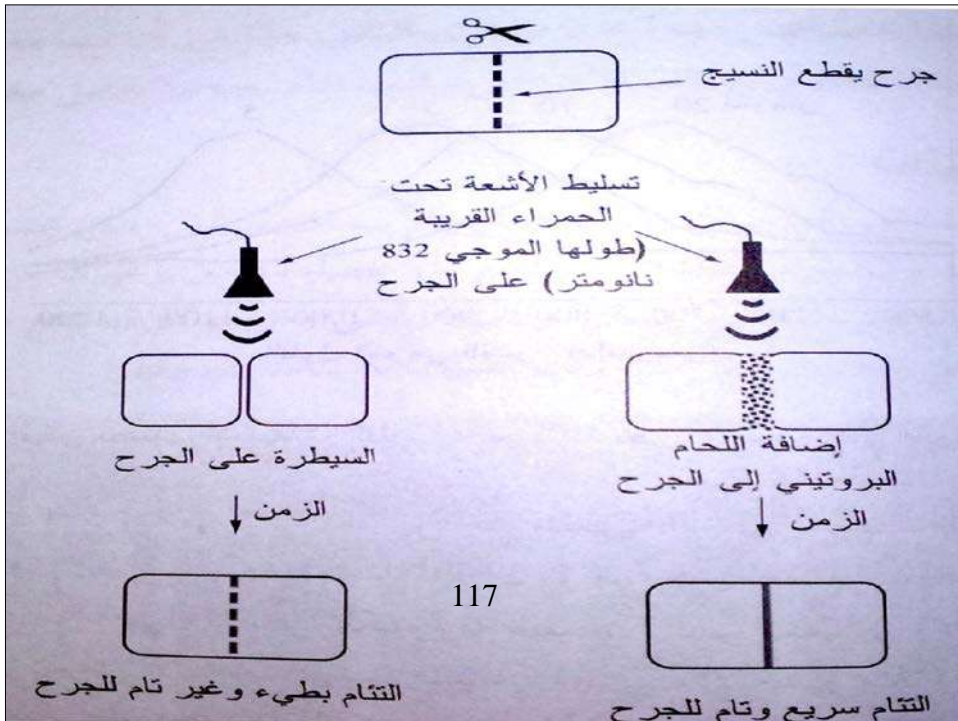 جرح يقطع النسيج
تسليط الأشعة تحت
الحمراء القريبة
(طولها الموجي 832
نانومتر) على الجرح
إضافة اللحام
البروتيني إلى الجرح
الزمن
التئام سريع وتام للجرح
السيطرة على الجرح
الزمن
التئام بطيء وغير تام للجرح
117